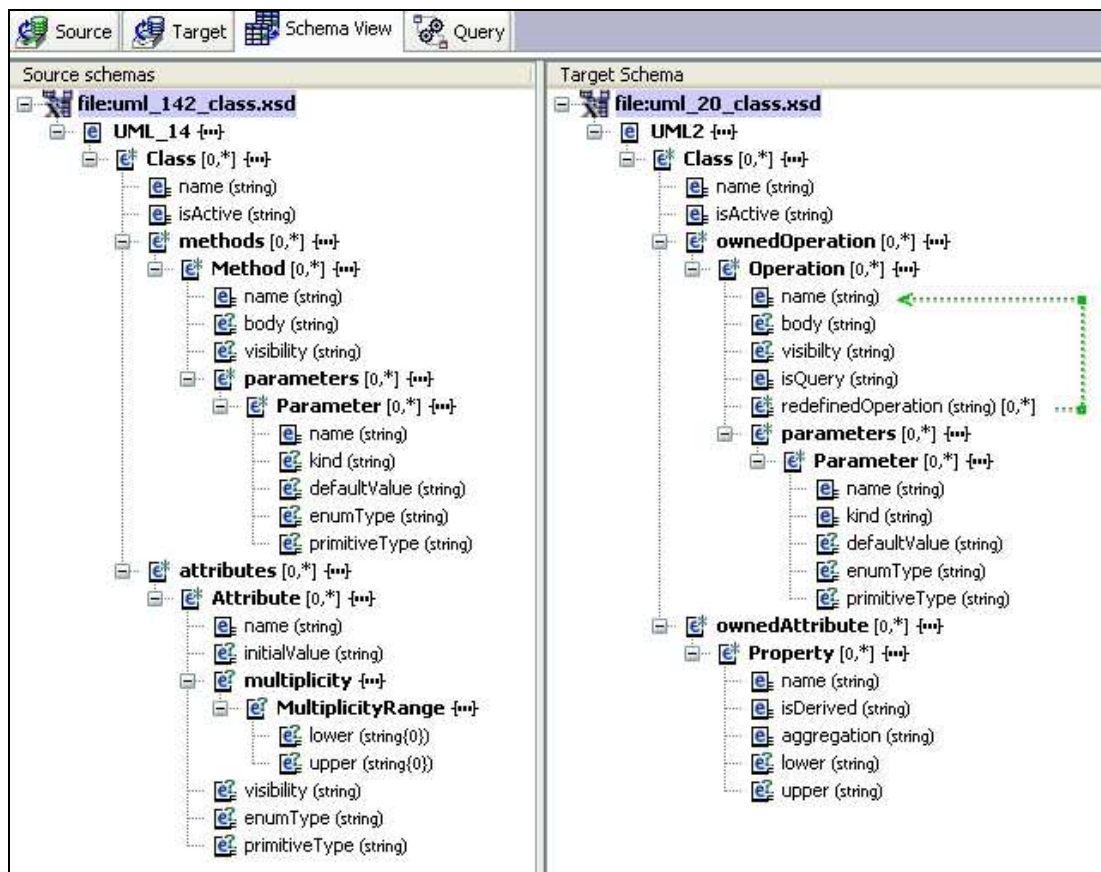 Source
Target
Schema View
Query
Source schemas
file:uml_142_class.xsd
UML_14
Class [0,*]
name (string)
isActive (string)
methods [0,*]
Method [0,*]
name (string)
body (string)
visibility (string)
parameters [0,*]
Parameter [0,*]
name (string)
kind (string)
defaultValue (string)
enumType (string)
primitiveType (string)
attributes [0,*]
Attribute [0,*]
name (string)
initialValue (string)
multiplicity
MultiplicityRange
lower (string{0})
upper (string{0})
visibility (string)
enumType (string)
primitiveType (string)
Target Schema
file:uml_20_class.xsd
UML2
Class [0,*]
name (string)
isActive (string)
ownedOperation [0,*]
Operation [0,*]
name (string)
body (string)
visibilty (string)
isQuery (string)
redefinedOperation (string) [0,*]
parameters [0,*]
Parameter [0,*]
name (string)
kind (string)
defaultValue (string)
enumType (string)
primitiveType (string)
ownedAttribute [0,*]
Property [0,*]
name (string)
isDerived (string)
aggregation (string)
lower (string)
upper (string)